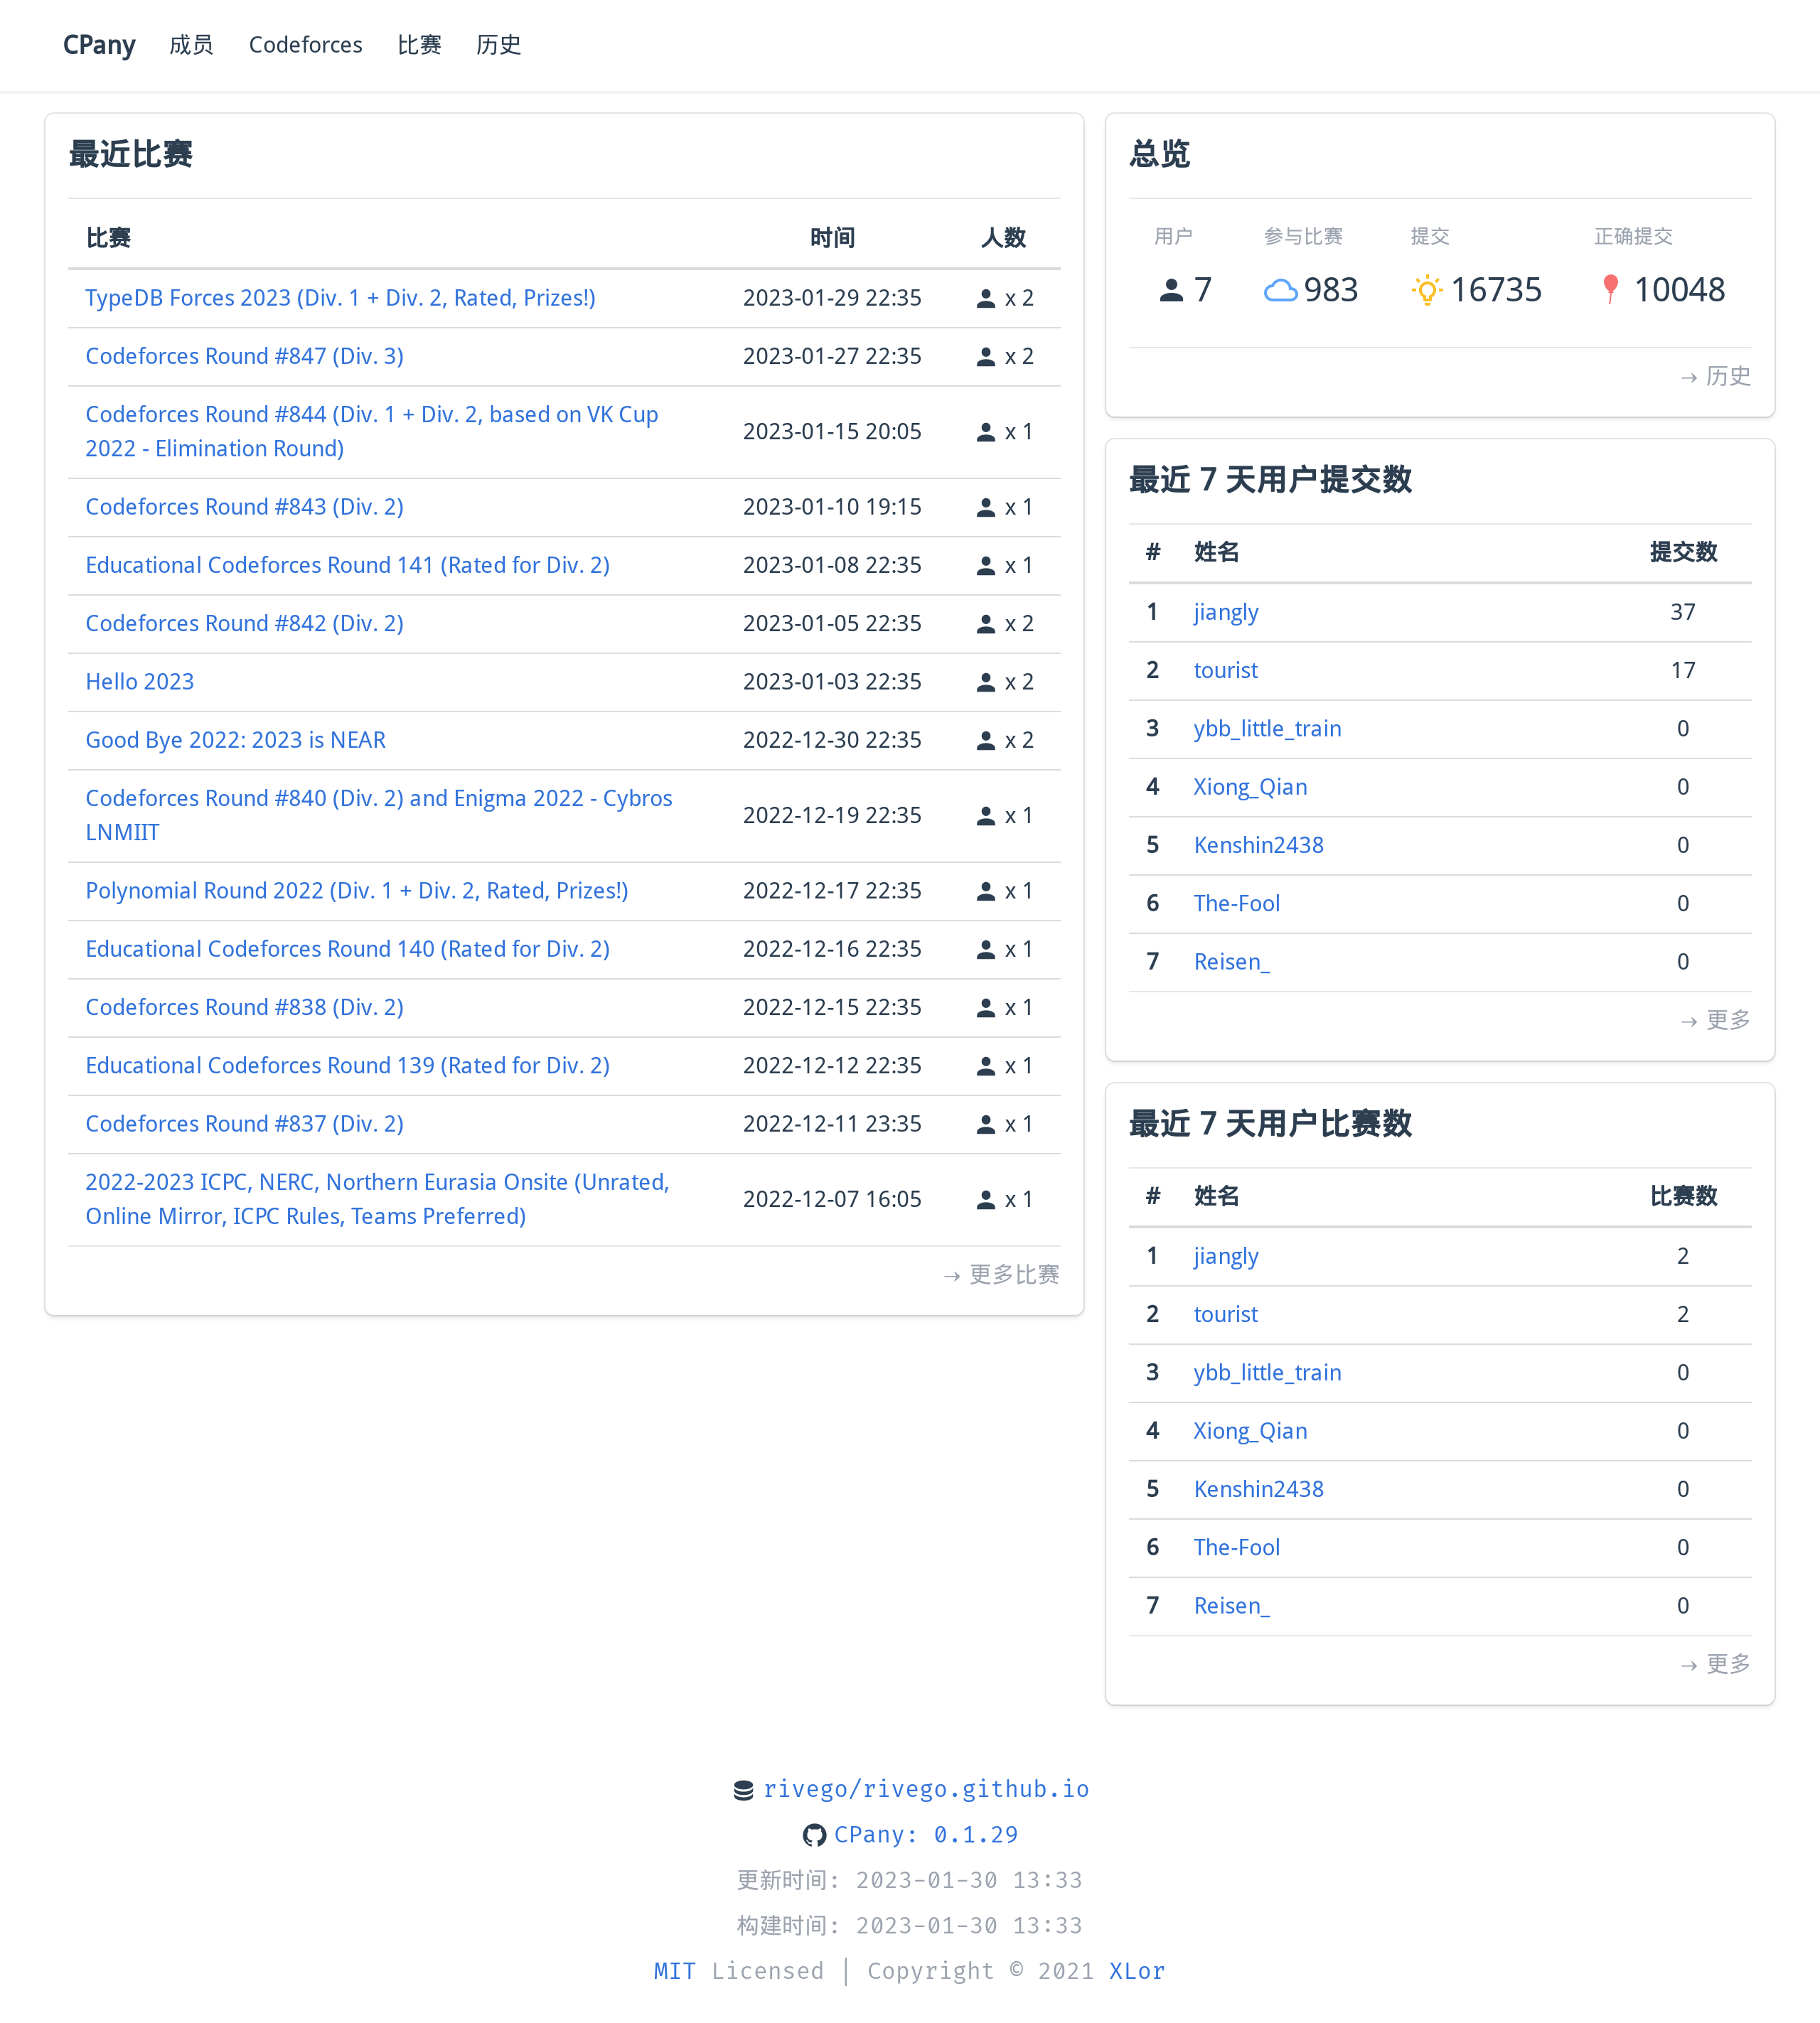 CPany 成员 Codeforces 比赛 历史
最近比赛
比赛 时间 人数
TypeDB Forces 2023 (Div. 1 + Div. 2, Rated, Prizes!) 2023-01-29 22:35 x 2
Codeforces Round #847 (Div. 3) 2023-01-27 22:35 x 2
Codeforces Round #844 (Div. 1 + Div. 2, based on VK Cup
2022 - Elimination Round) 2023-01-15 20:05 x 1
Codeforces Round #843 (Div. 2) 2023-01-10 19:15 x 1
Educational Codeforces Round 141 (Rated for Div. 2) 2023-01-08 22:35 x 1
Codeforces Round #842 (Div. 2) 2023-01-05 22:35 x 2
Hello 2023 2023-01-03 22:35 x 2
Good Bye 2022: 2023 is NEAR 2022-12-30 22:35 x 2
Codeforces Round #840 (Div. 2) and Enigma 2022 - Cybros
LNMIIT 2022-12-19 22:35 x 1
Polynomial Round 2022 (Div. 1 + Div. 2, Rated, Prizes!) 2022-12-17 22:35 x 1
Educational Codeforces Round 140 (Rated for Div. 2) 2022-12-16 22:35 x 1
Codeforces Round #838 (Div. 2) 2022-12-15 22:35 x 1
Educational Codeforces Round 139 (Rated for Div. 2) 2022-12-12 22:35 x 1
Codeforces Round #837 (Div. 2) 2022-12-11 23:35 x 1
2022-2023 ICPC, NERC, Northern Eurasia Onsite (Unrated,
Online Mirror, ICPC Rules, Teams Preferred) 2022-12-07 16:05 x 1
→ 更多比赛
总览
用户 参与比赛 提交 正确提交
7 983 16735 10048
→ 历史
最近 7 天用户提交数
# 姓名 提交数
1 jiangly 37
2 tourist 17
3 ybb_little_train 0
4 Xiong_Qian 0
5 Kenshin2438 0
6 The-Fool 0
7 Reisen_ 0
→ 更多
最近 7 天用户比赛数
# 姓名 比赛数
1 jiangly 2
2 tourist 2
3 ybb_little_train 0
4 Xiong_Qian 0
5 Kenshin2438 0
6 The-Fool 0
7 Reisen_ 0
→ 更多
rivego/rivego.github.io
CPany: 0.1.29
更新时间: 2023-01-30 13:33
构建时间: 2023-01-30 13:33
MIT Licensed | Copyright © 2021 XLor